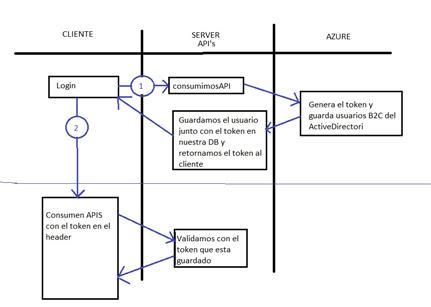 CLIENTE
SERVER
API's
AZURE
Login
1
consumimosAPI
Genera el token y
guarda usuarios B2C del
ActiveDirectori
Guardamos el usuario
junto con el token en
nuestra DB y
retornamos el token al
cliente
2
Consumen APIS
con el token en el
header
Validamos con el
token que esta
guardado